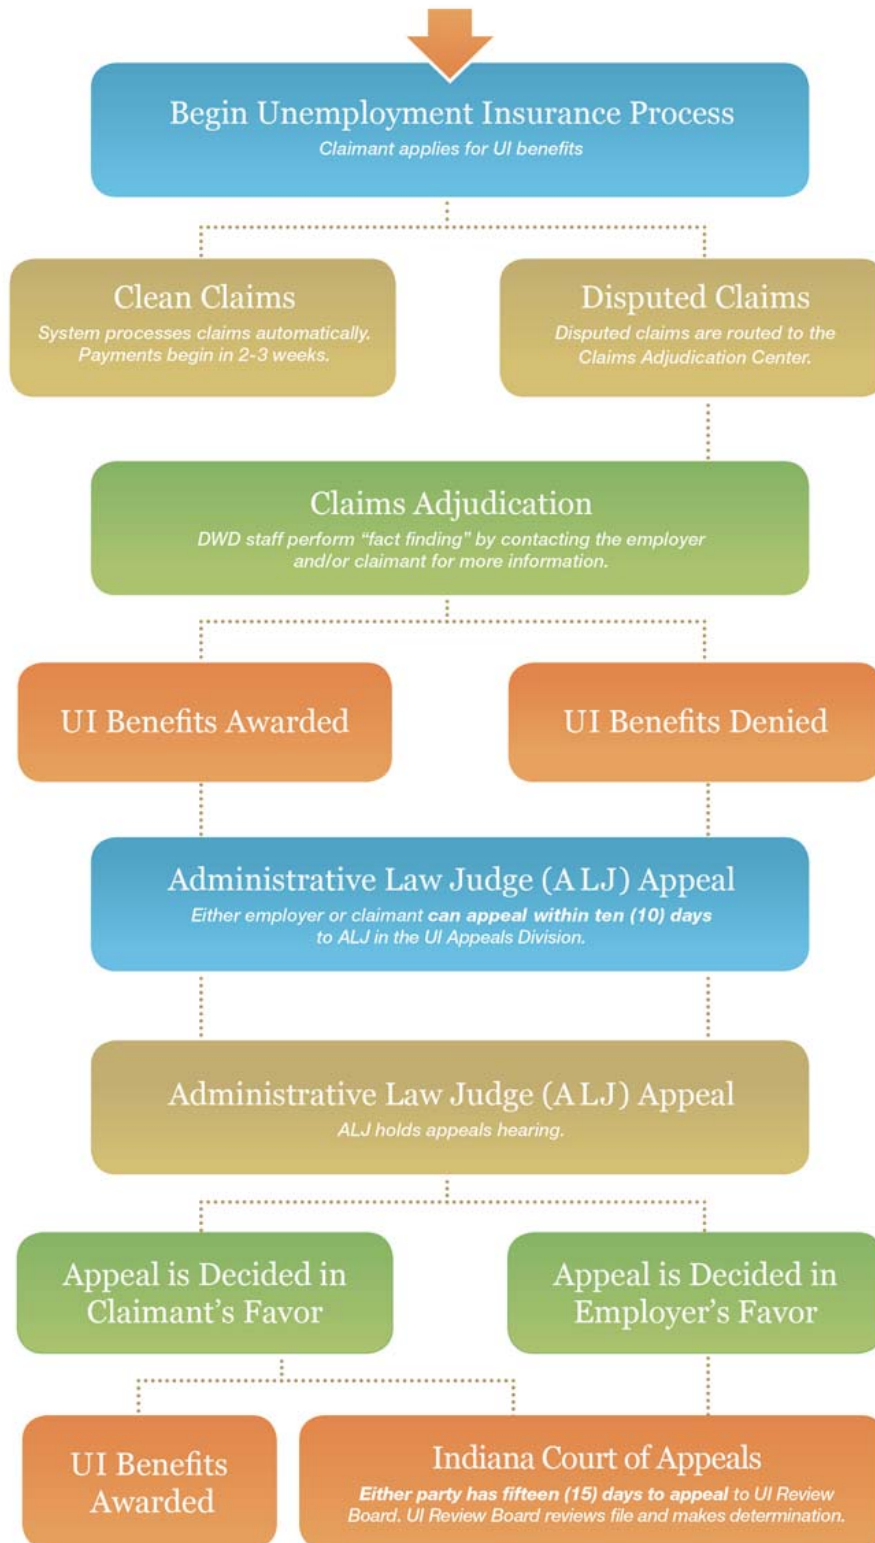 Begin Unemployment Insurance Process
Claimant applies for UI benefits
Clean Claims
System processes claims automatically.
Payments begin in 2-3 weeks.
Disputed Claims
Disputed claims are routed to the
Claims Adjudication Center.
Claims Adjudication
DWD staff perform “fact finding” by contacting the employer
and/or claimant for more information.
UI Benefits Awarded
UI Benefits Denied
Administrative Law Judge (ALJ) Appeal
Either employer or claimant can appeal within ten (10) days
to ALJ in the UI Appeals Division.
Administrative Law Judge (ALJ) Appeal
ALJ holds appeals hearing.
Appeal is Decided in
Claimant’s Favor
Appeal is Decided in
Employer’s Favor
UI Benefits
Awarded
Indiana Court of Appeals
Either party has fifteen (15) days to appeal to UI Review
Board. UI Review Board reviews file and makes determination.